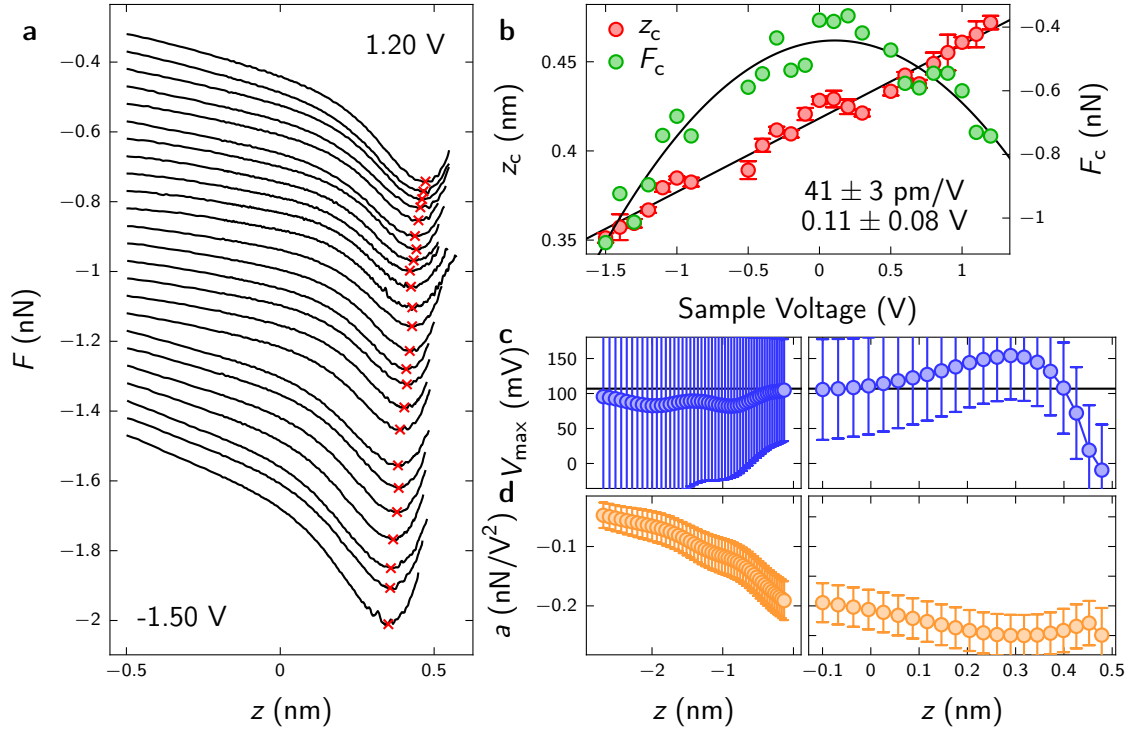 a
1.20 V
-1.50 V
−0.4
−0.6
−0.8
−1
−1.2
−1.4
−1.6
−1.8
−2
F (nN)
−0.5
0
0.5
z (nm)
b
z_c
F_c
0.45
0.4
0.35
z_c (nm)
−0.4
−0.6
−0.8
−1
F_c (nN)
41 ± 3 pm/V
0.11 ± 0.08 V
−1.5
−1
−0.5
0
0.5
1
Sample Voltage (V)
c
150
100
50
0
V_max (mV)
d
−0.1
−0.2
a (nN/V²)
−2
−1
z (nm)
−0.1
0
0.1
0.2
0.3
0.4
0.5
z (nm)